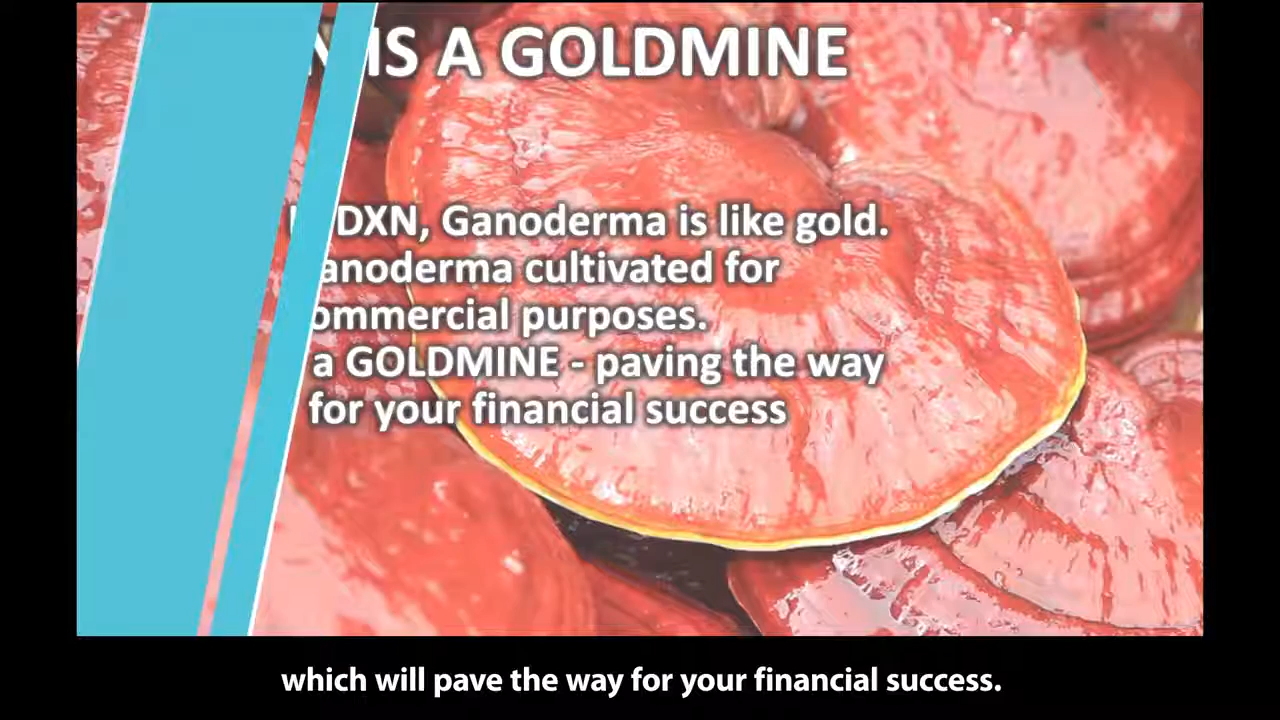 IS A GOLDMINE
DXN, Ganoderma is like gold.
anoderma cultivated for
ommercial purposes.
a GOLDMINE - paving the way
for your financial success
which will pave the way for your financial success.